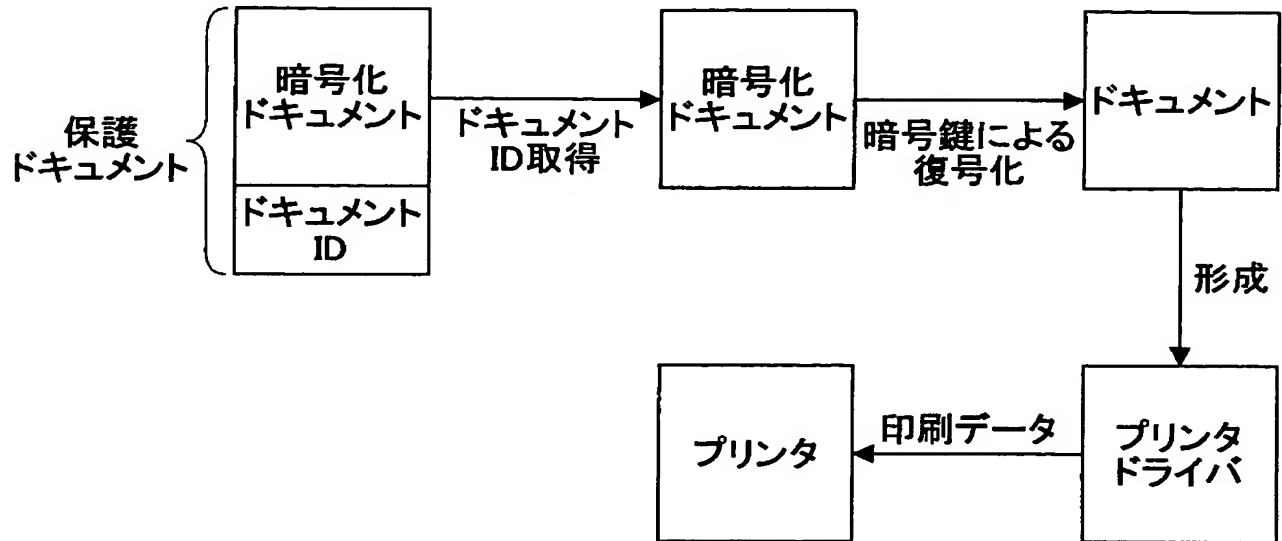 保護
ドキュメント
暗号化
ドキュメント
ドキュメント
ID
ドキュメント
ID取得
暗号化
ドキュメント
暗号鍵による
復号化
ドキュメント
形成
プリンタ
ドライバ
印刷データ
プリンタ